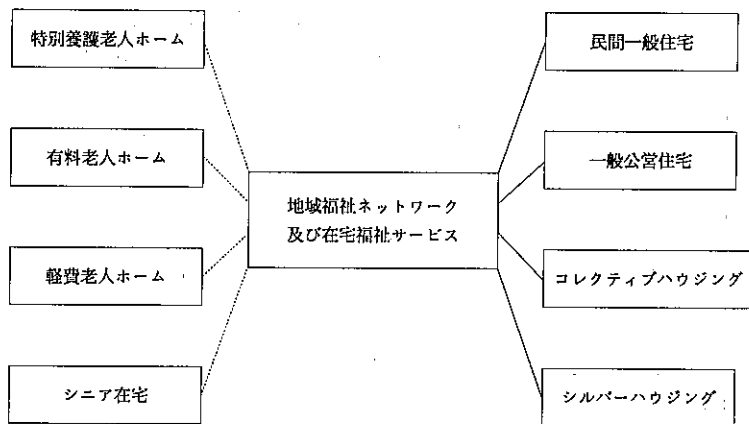 特別養護老人ホーム
有料老人ホーム
軽費老人ホーム
シニア在宅
地域福祉ネットワーク
及び在宅福祉サービス
民間一般住宅
一般公営住宅
コレクティブハウジング
シルバーハウジング